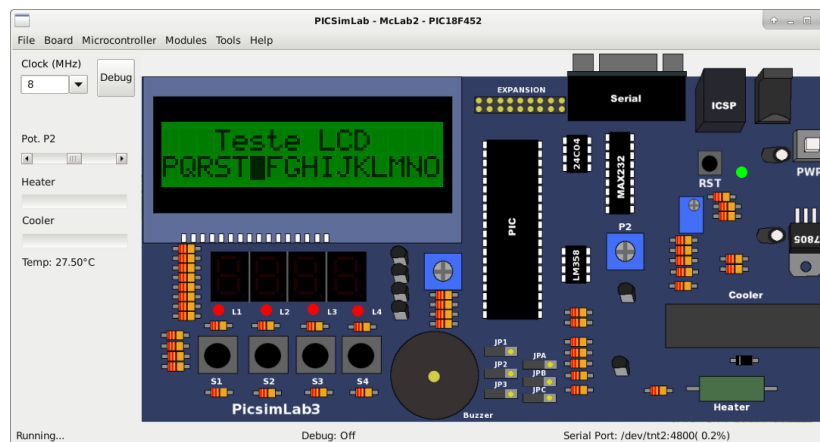 PICSimLab - McLab2 - PIC18F452
File Board Microcontroller Modules Tools Help
Clock (MHz)
8
Debug
Pot. P2
Heater
Cooler
Temp: 27.50°C
Teste LCD
PQRST█FGHIJKLMNO
EXPANSION
Serial
ICSP
24C04
MAX232
RST
PWR
PIC
P2
LM358
7805
L1 L2 L3 L4
Cooler
JP1
JPA
JP2
JPB
JP3
JPC
S1 S2 S3 S4
PicsimLab3
Buzzer
Heater
Running...
Debug: Off
Serial Port: /dev/tnt2:4800( 0.2%)